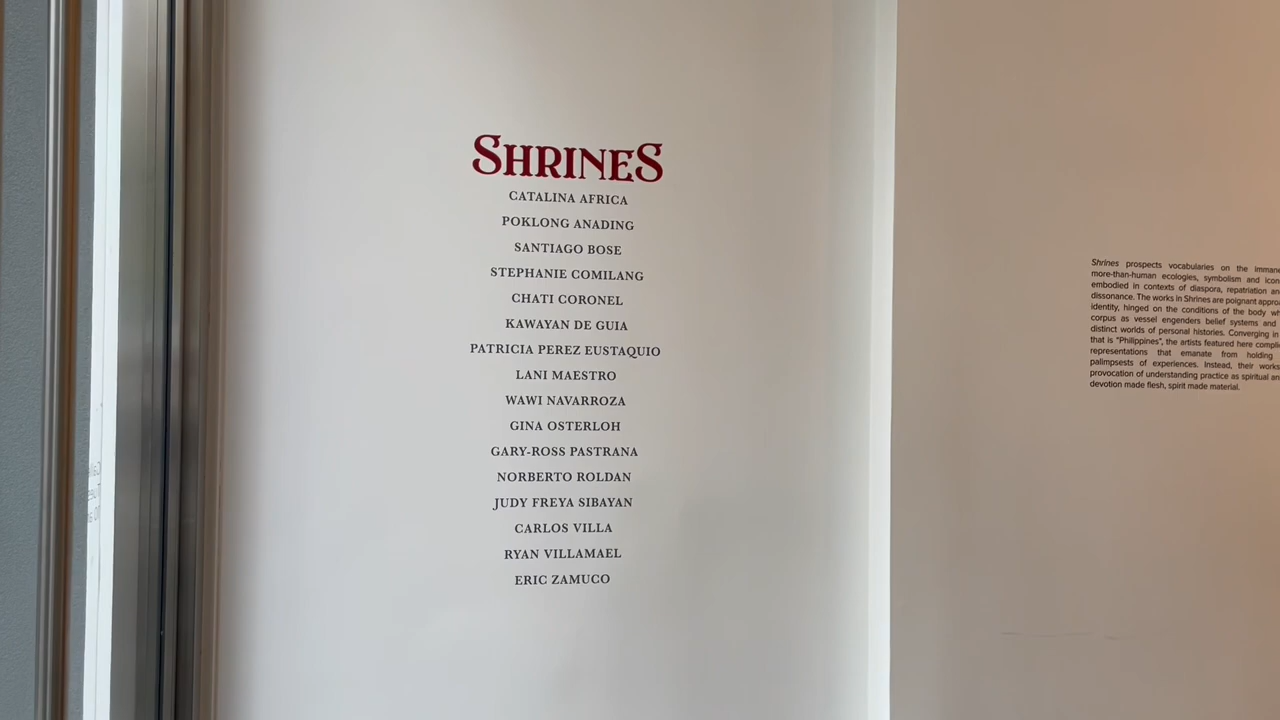 SHRINES
CATALINA AFRICA
POKLONG ANADING
SANTIAGO BOSE
STEPHANIE COMILANG
CHATI CORONEL
KAWAYAN DE GUIA
PATRICIA PEREZ EUSTAQUIO
LANI MAESTRO
WAWI NAVARROZA
GINA OSTERLOH
GARY-ROSS PASTRANA
NORBERTO ROLDAN
JUDY FREYA SIBAYAN
CARLOS VILLA
RYAN VILLAMAEL
ERIC ZAMUCO
Shrines prospects vocabularies on the
more-than-human ecologies, symbolism and
embodied in contexts of diaspora, repatriation
dissonance. The works in Shrines are poignant
identity, hinged on the conditions of the body
corpus as vessel engenders belief systems and
distinct worlds of personal histories. Converging in
that is "Philippines", the artists featured here
representations that emanate from holding
palimpsests of experiences. Instead, their works
provocation of understanding practice as spiritual
devotion made flesh, spirit made material.